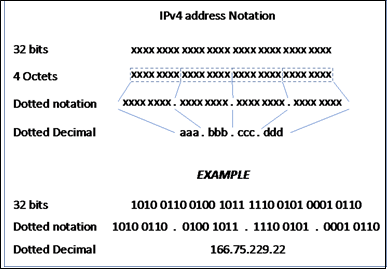 IPv4 address Notation
32 bits xxxx xxxx xxxx xxxx xxxx xxxx xxxx xxxx
4 Octets xxxx xxxx xxxx xxxx xxxx xxxx xxxx xxxx
Dotted notation xxxx xxxx . xxxx xxxx . xxxx xxxx . xxxx xxxx
Dotted Decimal aaa . bbb . ccc . ddd
EXAMPLE
32 bits 1010 0110 0100 1011 1110 0101 0001 0110
Dotted notation 1010 0110 . 0100 1011 . 1110 0101 . 0001 0110
Dotted Decimal 166.75.229.22